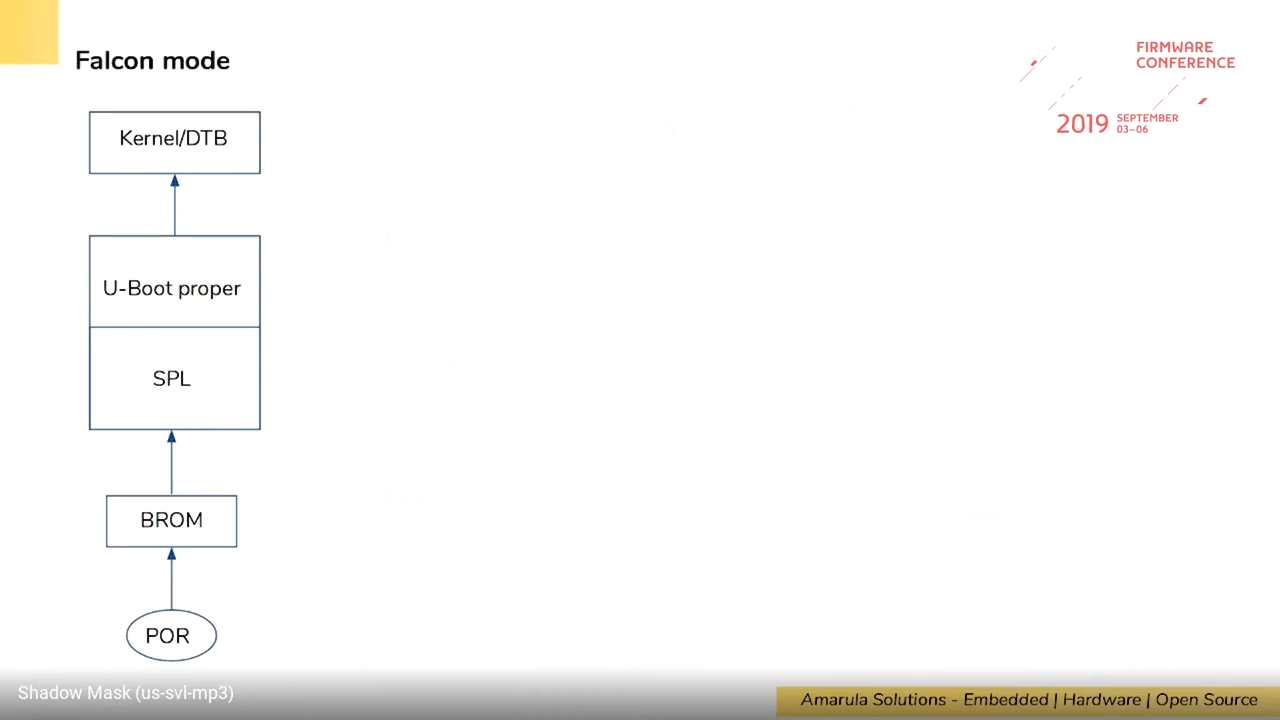 Falcon mode
FIRMWARE
CONFERENCE
2019 SEPTEMBER
03–06
Kernel/DTB
U-Boot proper
SPL
BROM
POR
Shadow Mask (us-svl-mp3)
Amarula Solutions - Embedded | Hardware | Open Source